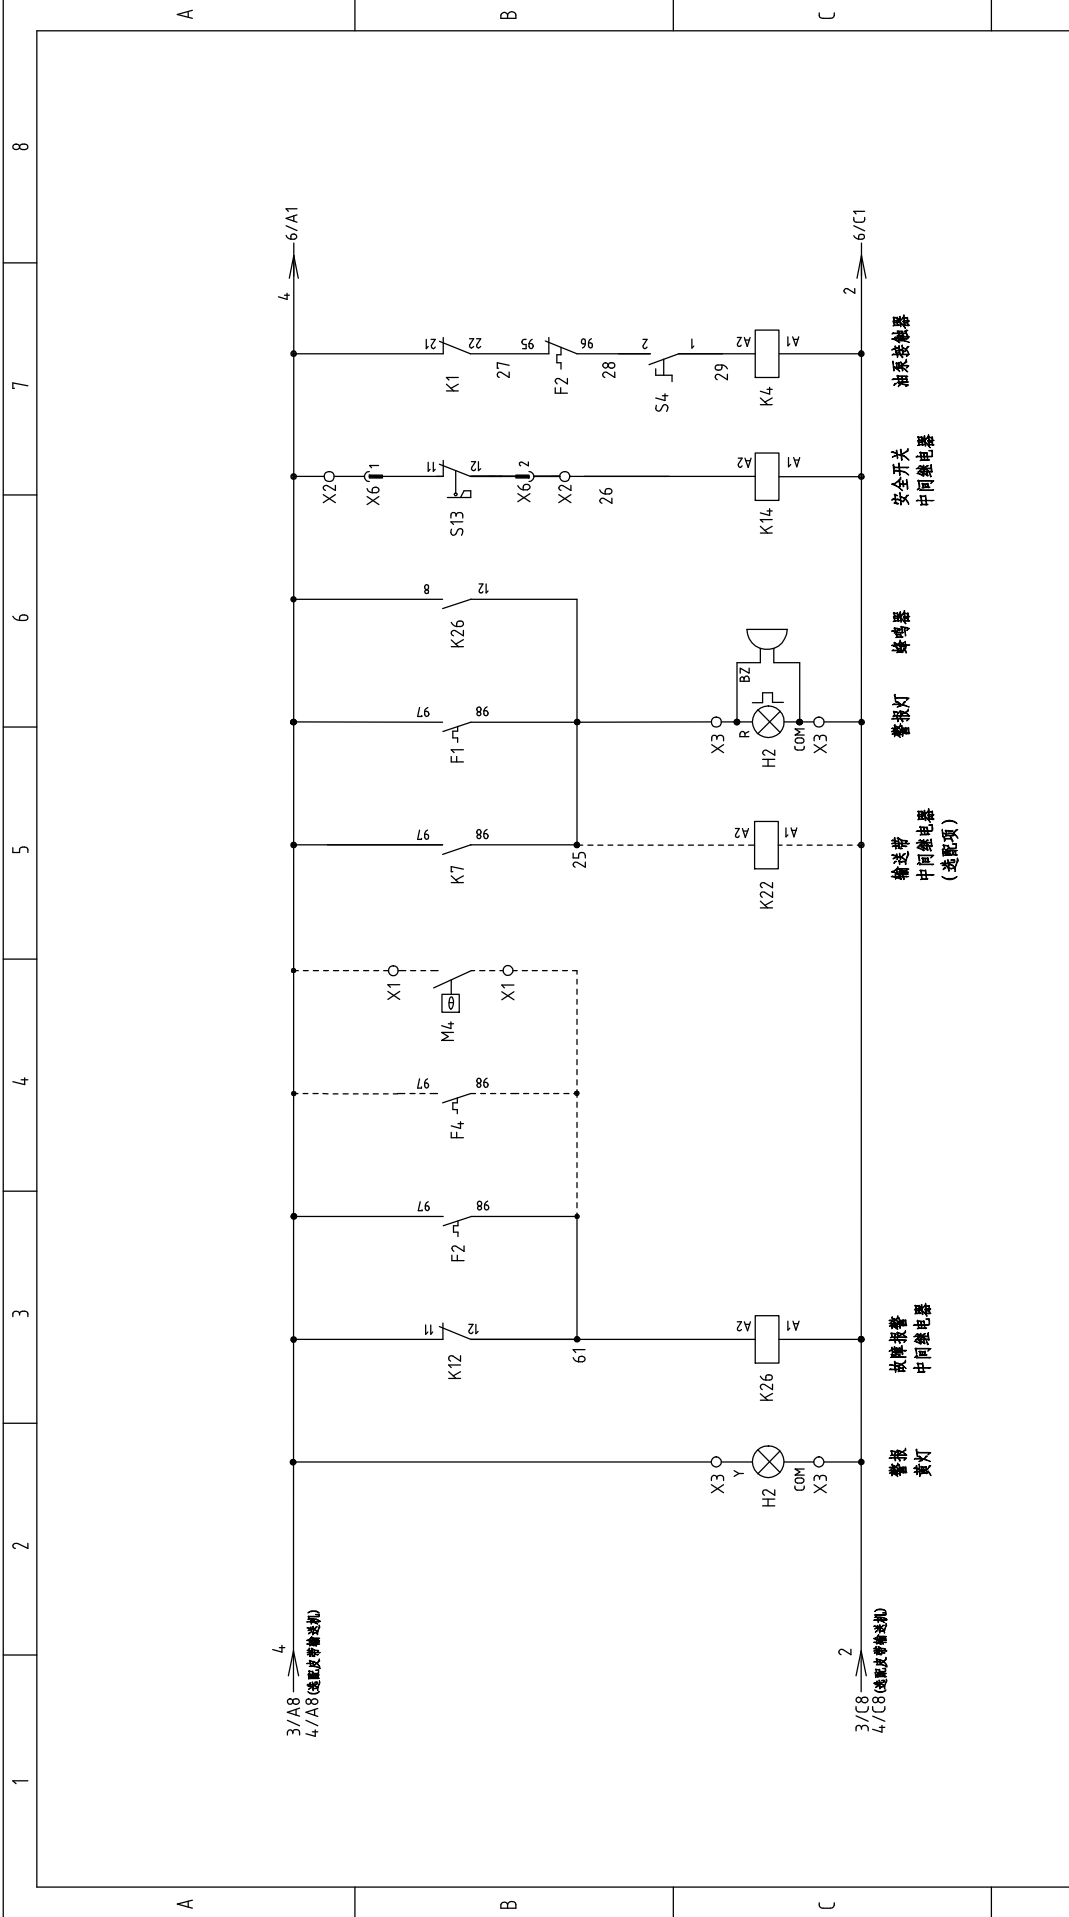 A
B
C
1
2
3
4
5
6
7
8
3/A8
4/A8(选配皮带输送机)
4
4
6/A1
K12
11
12
61
F2
97
98
F4
97
98
M4
θ
X1
X1
K7
97
98
25
F1
97
98
K26
8
12
X2
X6
1
S13
11
12
X6
2
X2
26
K1
21
22
27
F2
95
96
28
S4
2
1
29
X3
Y
H2
COM
X3
K26
A2
A1
K22
A2
A1
X3
R
H2
COM
X3
BZ
K14
A2
A1
K4
A2
A1
3/C8
4/C8(选配皮带输送机)
2
2
6/C1
警报
黄灯
故障报警
中间继电器
输送带
中间继电器
(选配项)
警报灯
蜂鸣器
安全开关
中间继电器
油泵接触器
A
B
C